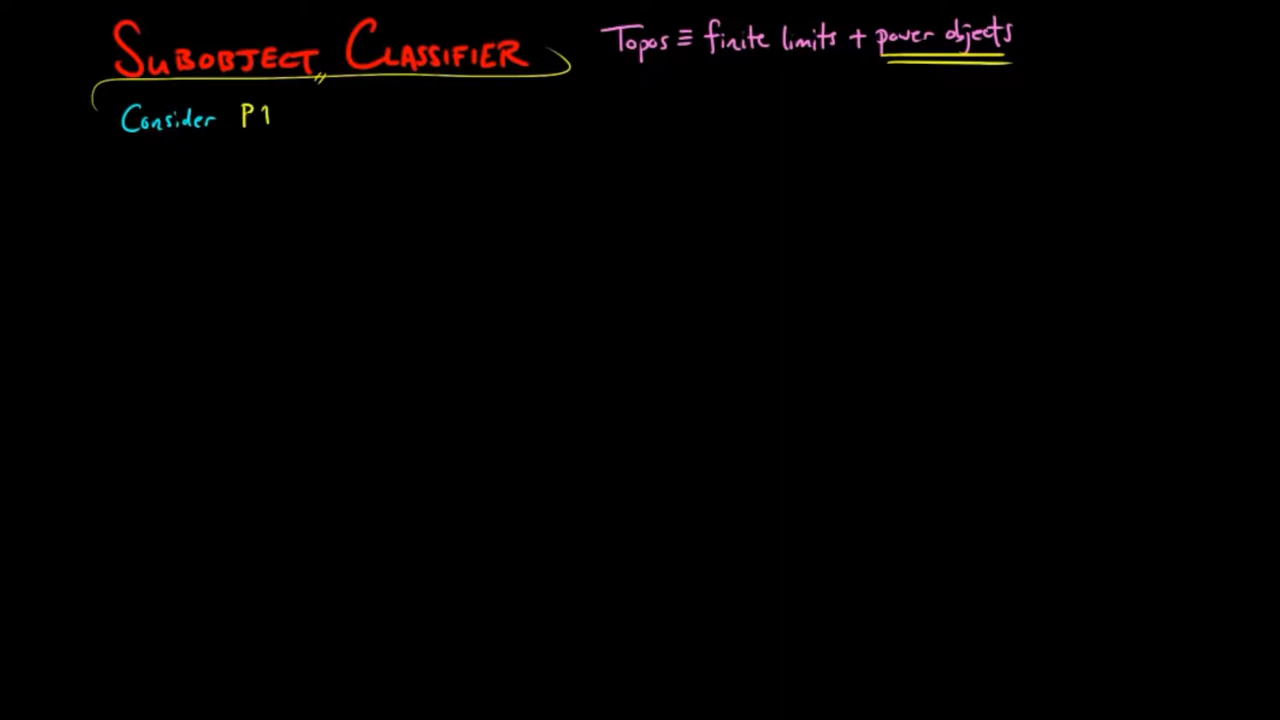 SUBOBJECT CLASSIFIER
Topos ≡ finite limits + power objects
Consider P1